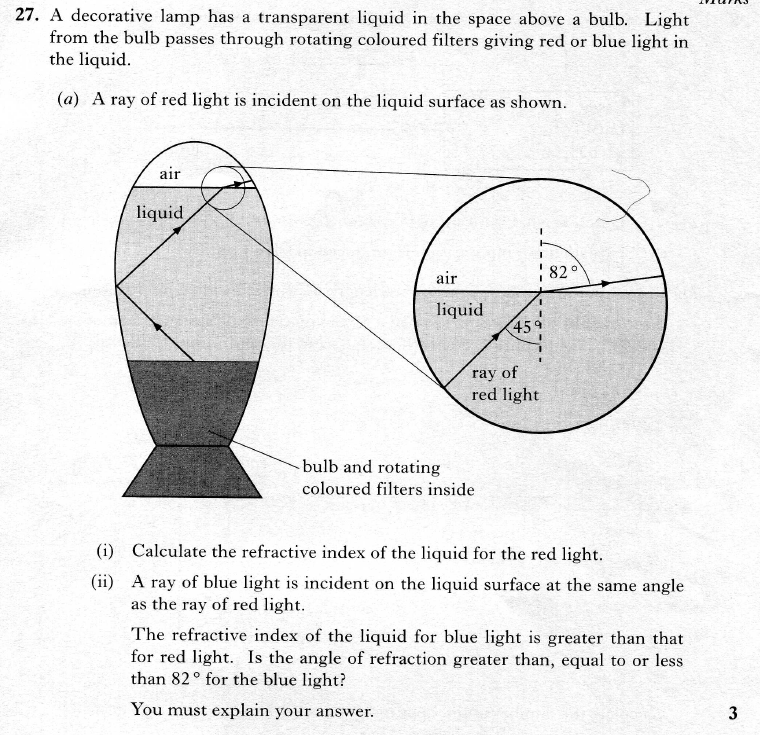 Marks
27. A decorative lamp has a transparent liquid in the space above a bulb. Light
from the bulb passes through rotating coloured filters giving red or blue light in
the liquid.
(a) A ray of red light is incident on the liquid surface as shown.
air
liquid
82°
air
liquid
45°
ray of
red light
bulb and rotating
coloured filters inside
(i) Calculate the refractive index of the liquid for the red light.
(ii) A ray of blue light is incident on the liquid surface at the same angle
as the ray of red light.
The refractive index of the liquid for blue light is greater than that
for red light. Is the angle of refraction greater than, equal to or less
than 82° for the blue light?
You must explain your answer.
3